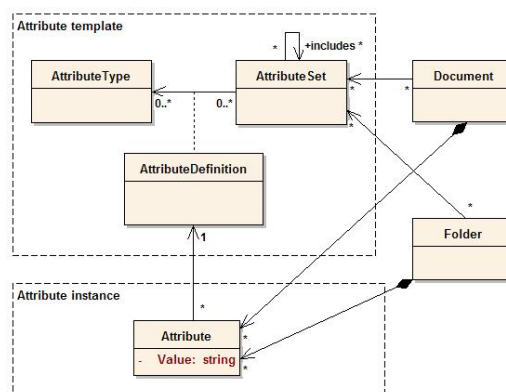 Attribute template
* +includes *
AttributeType
AttributeSet
Document
0..* 0..* * *
*
AttributeDefinition
1
*
Folder
Attribute instance
*
Attribute
*
- Value: string
*